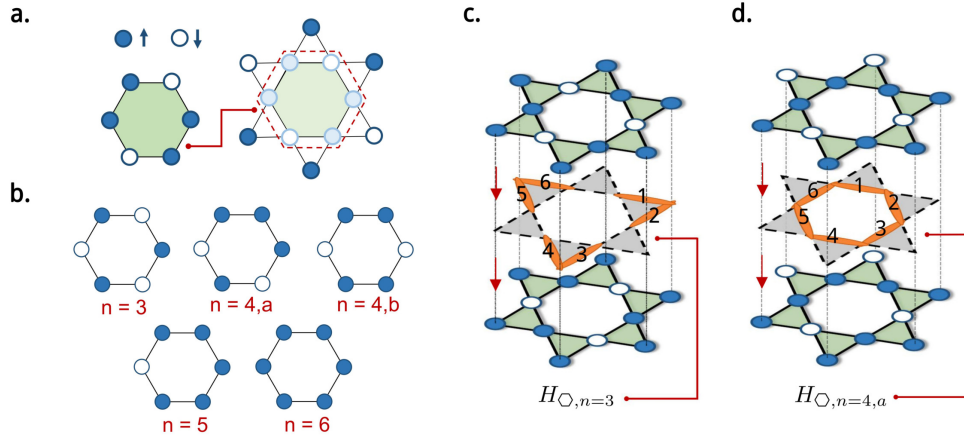 a.
↑ ↓
b.
n = 3
n = 4,a
n = 4,b
n = 5
n = 6
c.
6
1
5
2
4
3
H⬡,n=3
d.
6
1
2
5
3
4
H⬡,n=4,a